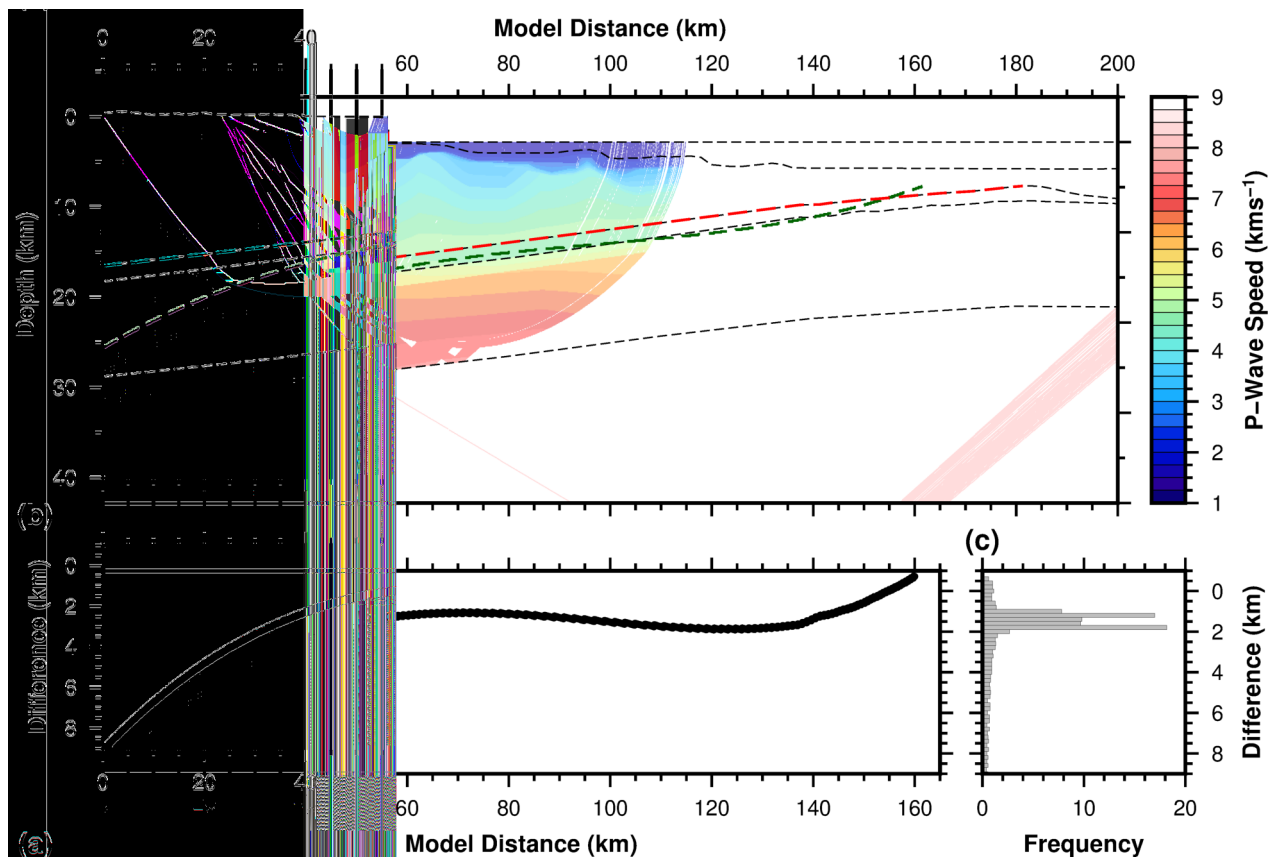 Model Distance (km)
0 20 40 60 80 100 120 140 160 180 200
0
10
20
30
40
Depth (km)
9
8
7
6
5
4
3
2
1
P-Wave Speed (kms⁻¹)
(b)
(c)
0
2
4
6
8
Difference (km)
0
2
4
6
8
Difference (km)
0 20 40 60 80 100 120 140 160
0 10 20
(a)
Model Distance (km)
Frequency